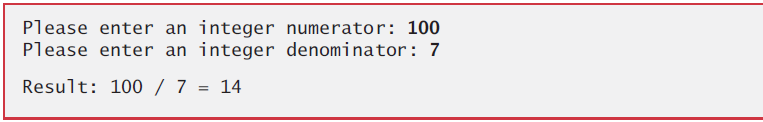 Please enter an integer numerator: 100
Please enter an integer denominator: 7
Result: 100 / 7 = 14